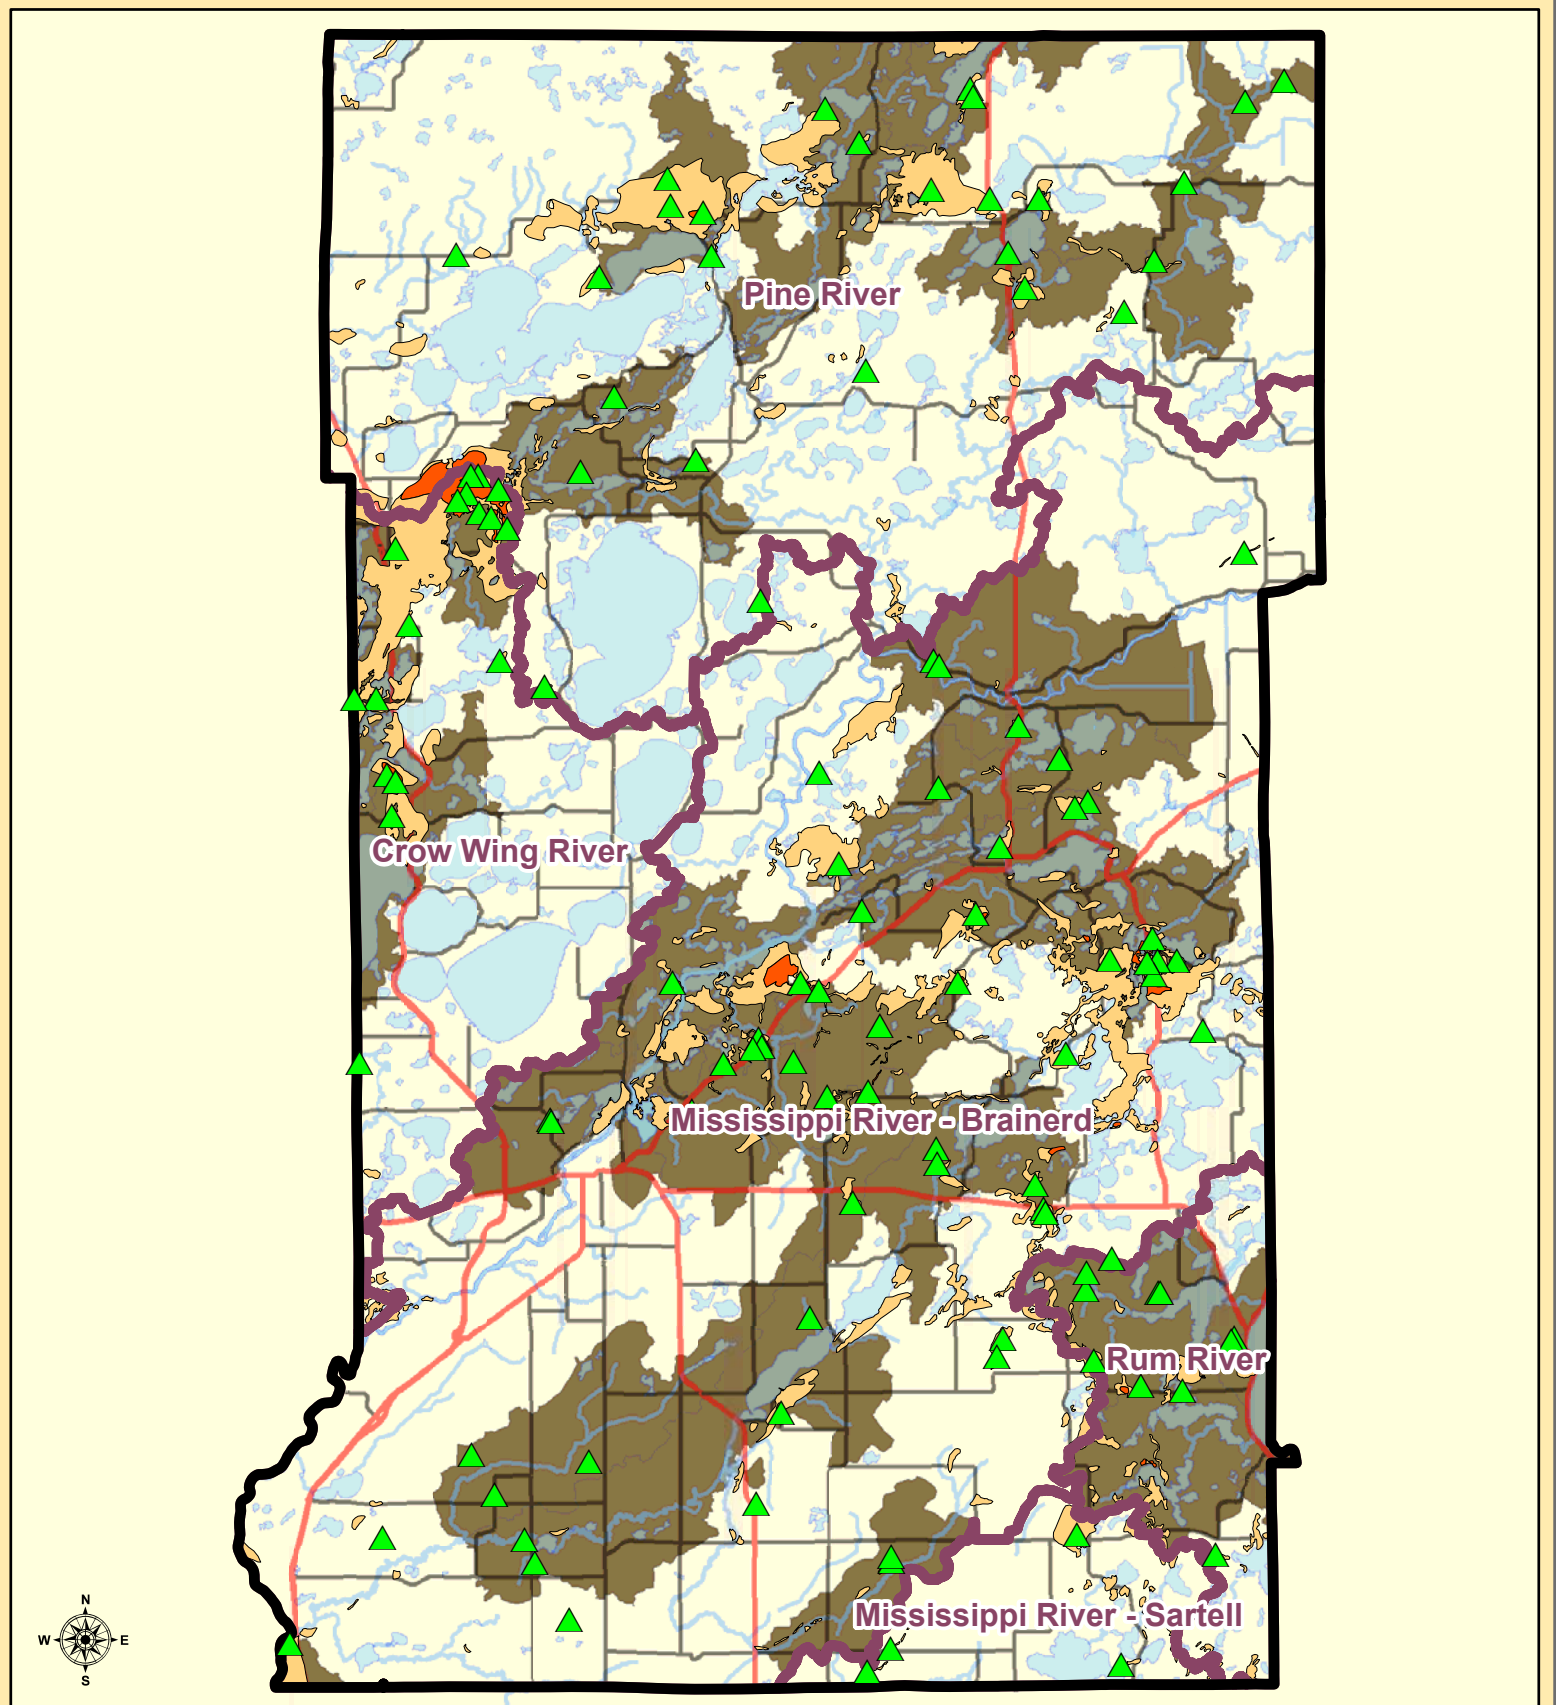 Pine River
Crow Wing River
Mississippi River - Brainerd
Rum River
Mississippi River - Sartell
N
W E
S